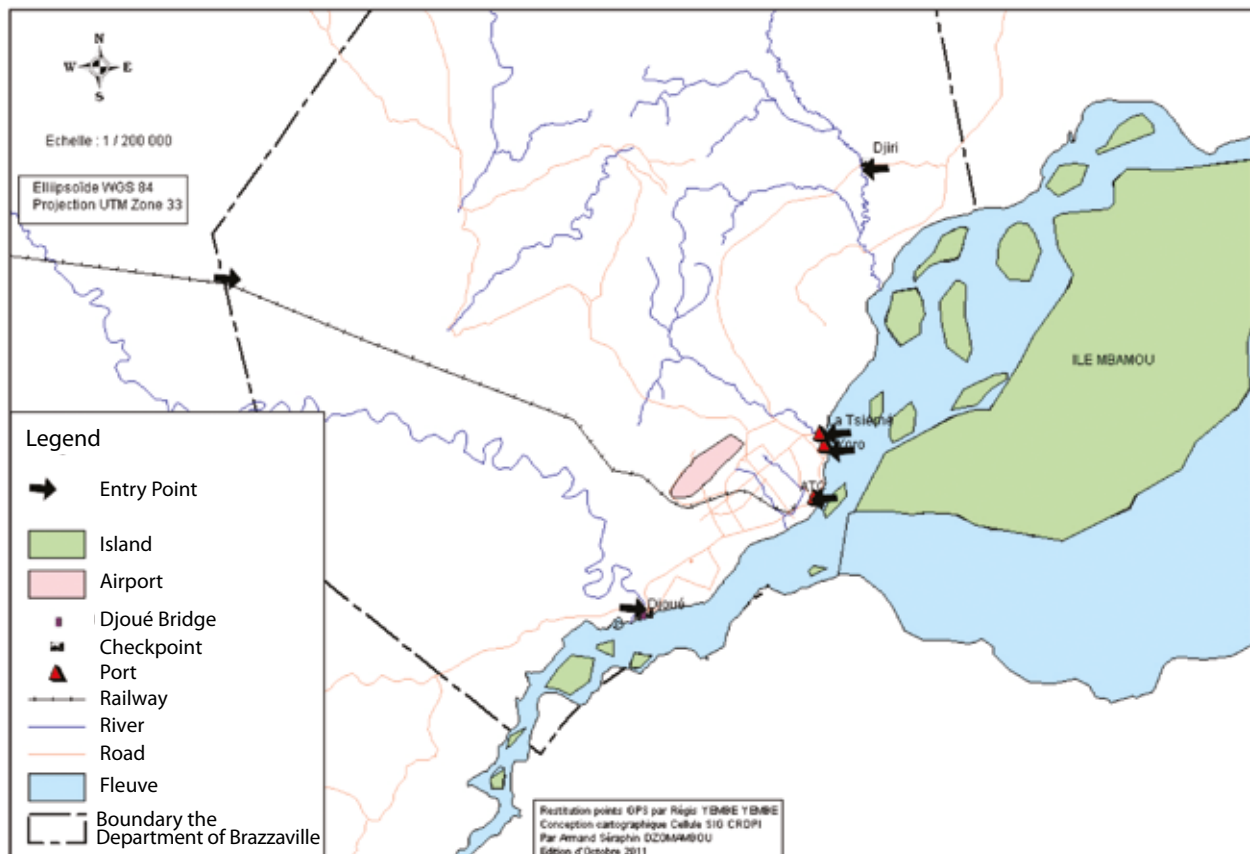 N
W E
S
Echelle : 1 / 200 000
Elliipsoïde WGS 84
Projection UTM Zone 33
Djiri
ILE MBAMOU
La Tsiémé
Yoro
ATC
Djoué
Legend
Entry Point
Island
Airport
Djoué Bridge
Checkpoint
Port
Railway
River
Road
Fleuve
Boundary the
Department of Brazzaville
Restitution points GPS par Régis YEMBE YEMBE
Conception cartographique Cellule SIG CRDPI
Par Armand Séraphin DZOMAMBOU
Edition d'Octobre 2011